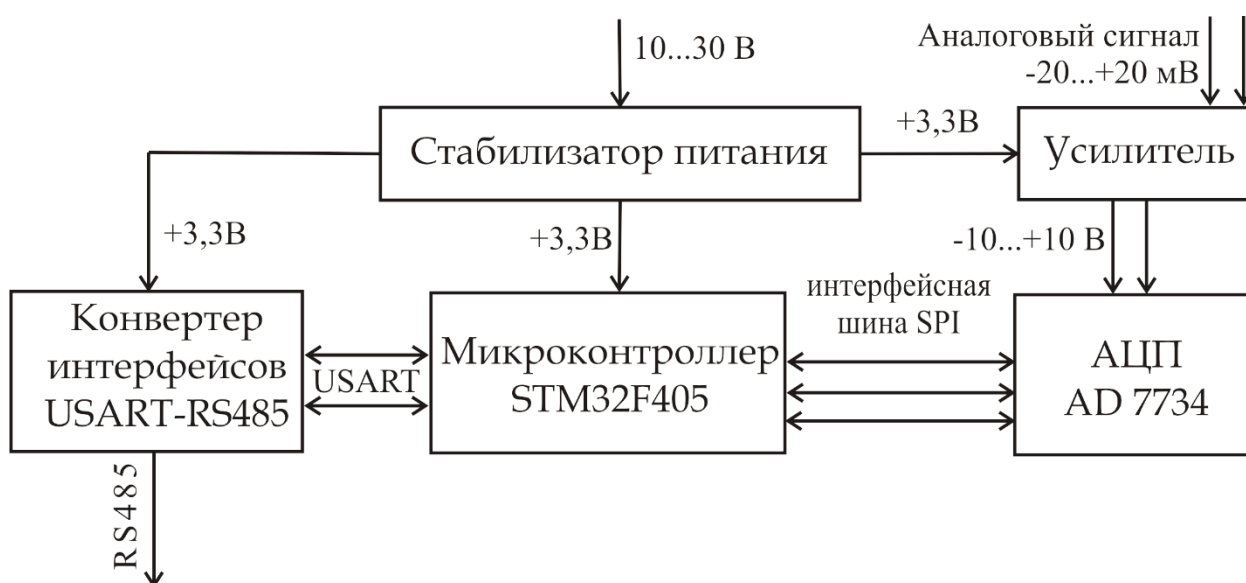 10...30 В
Аналоговый сигнал
-20...+20 мВ
Стабилизатор питания
+3,3В
Усилитель
+3,3В
+3,3В
-10...+10 В
Конвертер
интерфейсов
USART-RS485
USART
Микроконтроллер
STM32F405
интерфейсная
шина SPI
АЦП
AD 7734
RS485